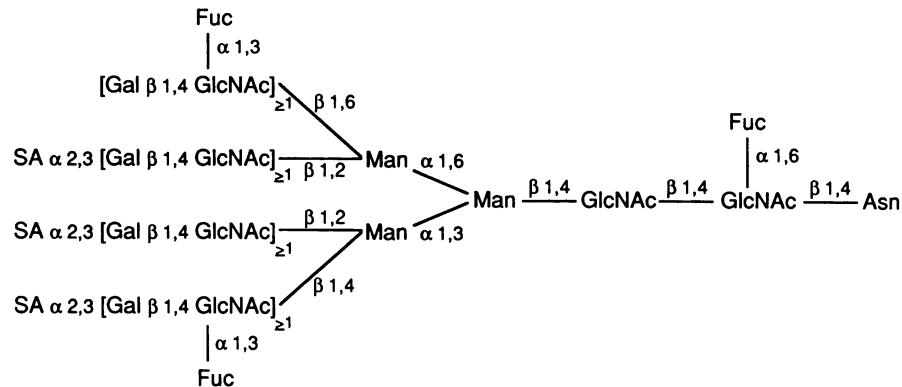 Fuc
α 1,3
[Gal β 1,4 GlcNAc]≥1 β 1,6
Fuc
SA α 2,3 [Gal β 1,4 GlcNAc]≥1 β 1,2 Man α 1,6 α 1,6
Man β 1,4 GlcNAc β 1,4 GlcNAc β 1,4 Asn
SA α 2,3 [Gal β 1,4 GlcNAc]≥1 β 1,2 Man α 1,3
β 1,4
SA α 2,3 [Gal β 1,4 GlcNAc]≥1
α 1,3
Fuc